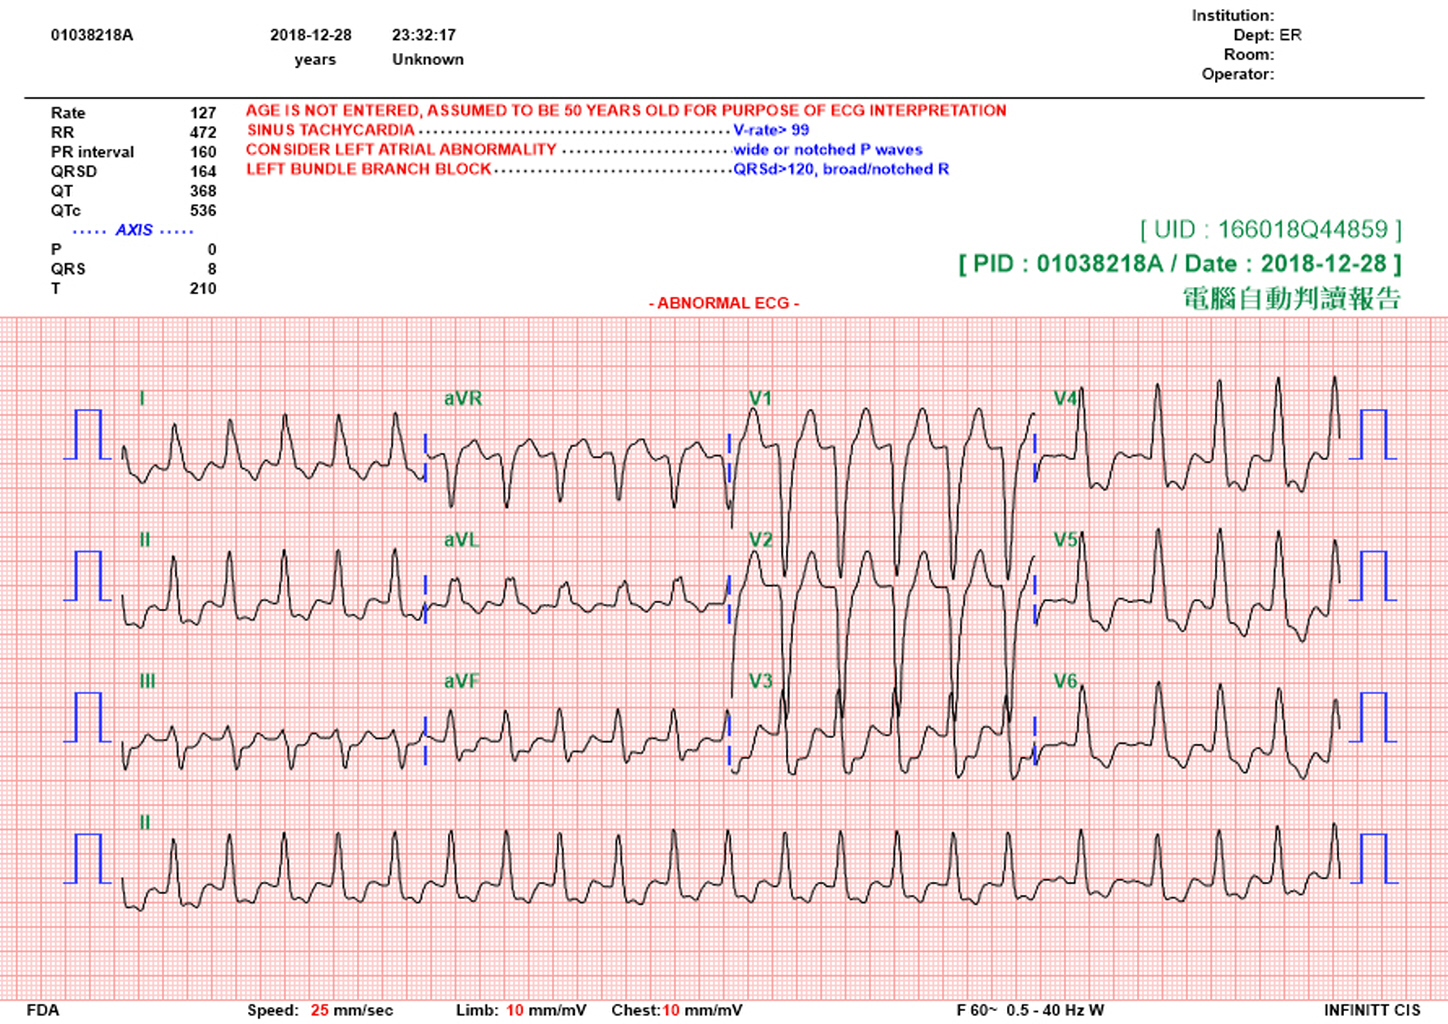 Institution:
01038218A 2018-12-28 23:32:17 Dept: ER
years Unknown Room:
Operator:
Rate 127 AGE IS NOT ENTERED, ASSUMED TO BE 50 YEARS OLD FOR PURPOSE OF ECG INTERPRETATION
RR 472 SINUS TACHYCARDIA ........................................ V-rate> 99
PR interval 160 CONSIDER LEFT ATRIAL ABNORMALITY ...................... wide or notched P waves
QRSD 164 LEFT BUNDLE BRANCH BLOCK .............................. QRSd>120, broad/notched R
QT 368
QTc 536
..... AXIS .....
P 0
QRS 8
T 210
[ UID : 166018Q44859 ]
[ PID : 01038218A / Date : 2018-12-28 ]
電腦自動判讀報告
- ABNORMAL ECG -
I aVR V1 V4
II aVL V2 V5
III aVF V3 V6
II
FDA Speed: 25 mm/sec Limb: 10 mm/mV Chest:10 mm/mV F 60~ 0.5 - 40 Hz W INFINITT CIS